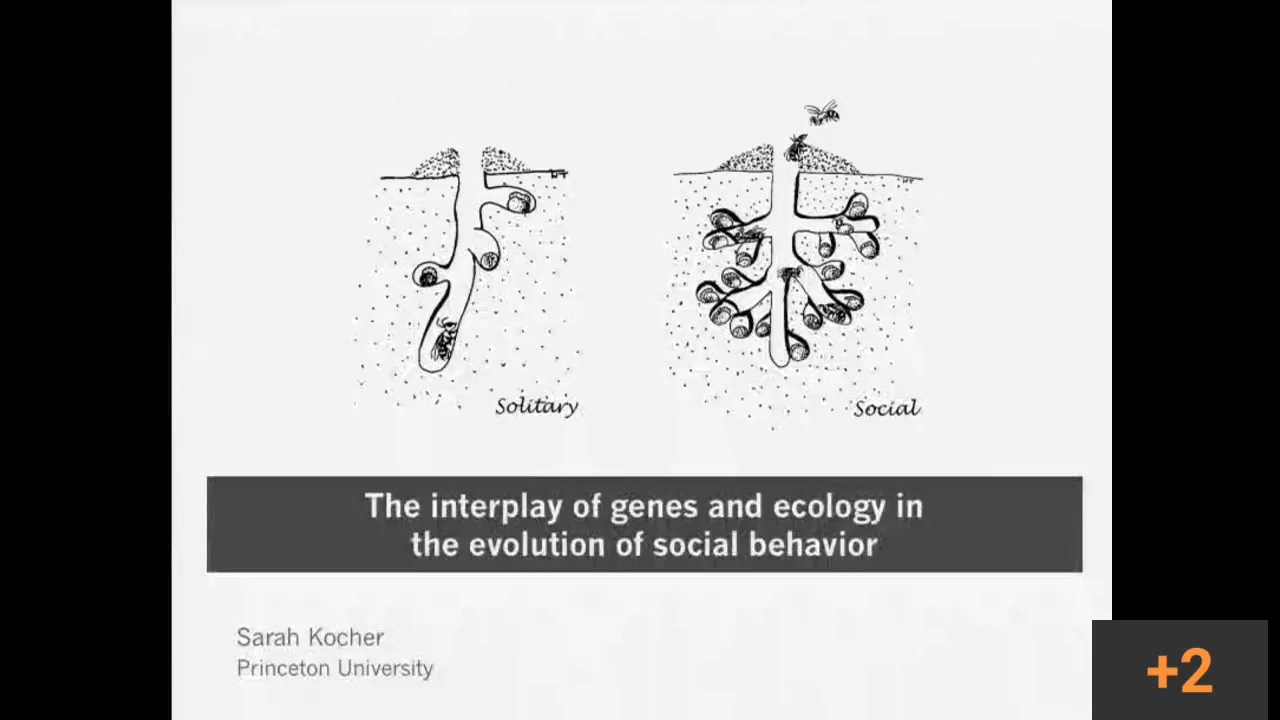 Solitary
Social
The interplay of genes and ecology in
the evolution of social behavior
Sarah Kocher
Princeton University
+2